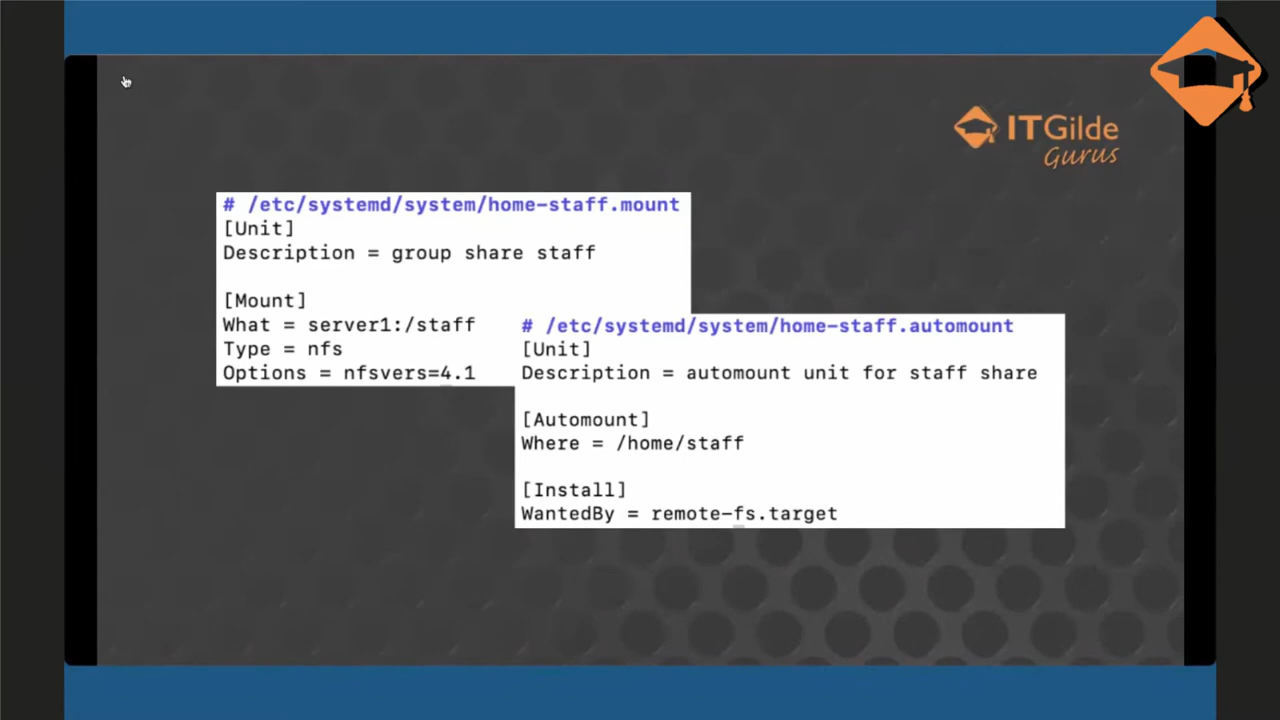 ITGilde
Gurus
# /etc/systemd/system/home-staff.mount
[Unit]
Description = group share staff
[Mount]
What = server1:/staff
Type = nfs
Options = nfsvers=4.1
# /etc/systemd/system/home-staff.automount
[Unit]
Description = automount unit for staff share
[Automount]
Where = /home/staff
[Install]
WantedBy = remote-fs.target